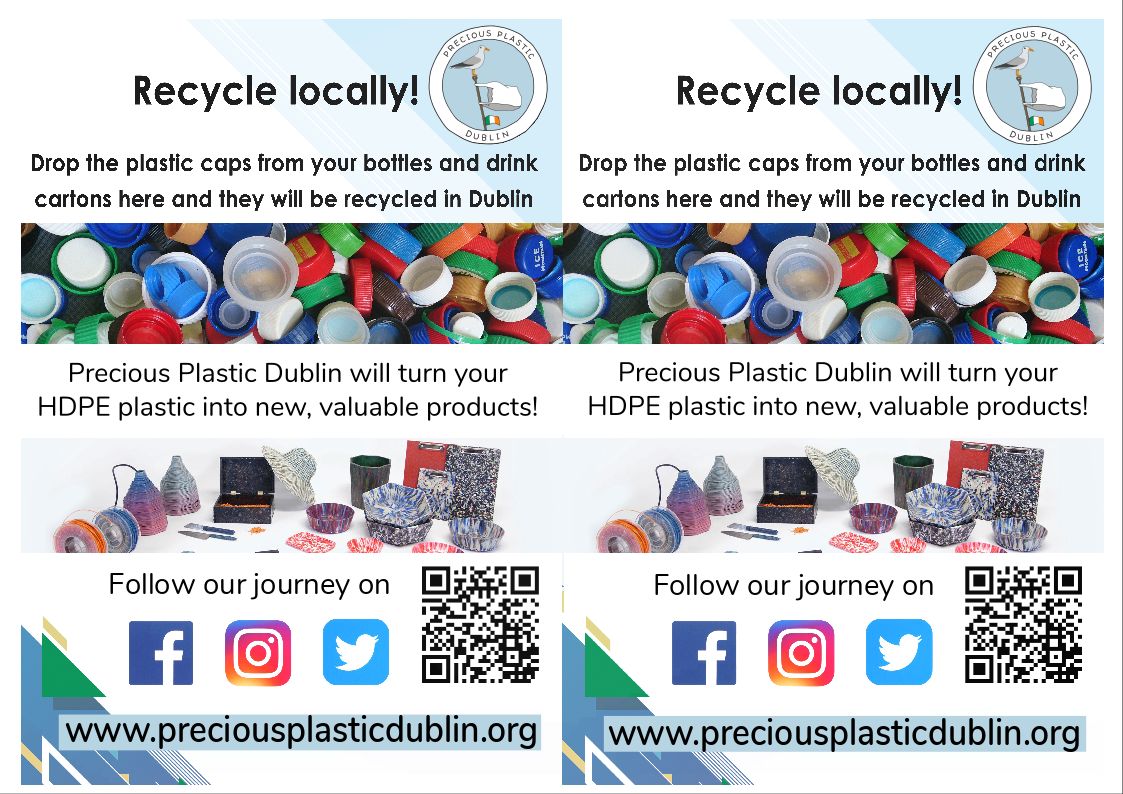 PRECIOUS PLASTIC
DUBLIN
Recycle locally!
Drop the plastic caps from your bottles and drink
cartons here and they will be recycled in Dublin
ICE
Precious Plastic Dublin will turn your
HDPE plastic into new, valuable products!
Follow our journey on
www.preciousplasticdublin.org
PRECIOUS PLASTIC
DUBLIN
Recycle locally!
Drop the plastic caps from your bottles and drink
cartons here and they will be recycled in Dublin
ICE
Precious Plastic Dublin will turn your
HDPE plastic into new, valuable products!
Follow our journey on
www.preciousplasticdublin.org